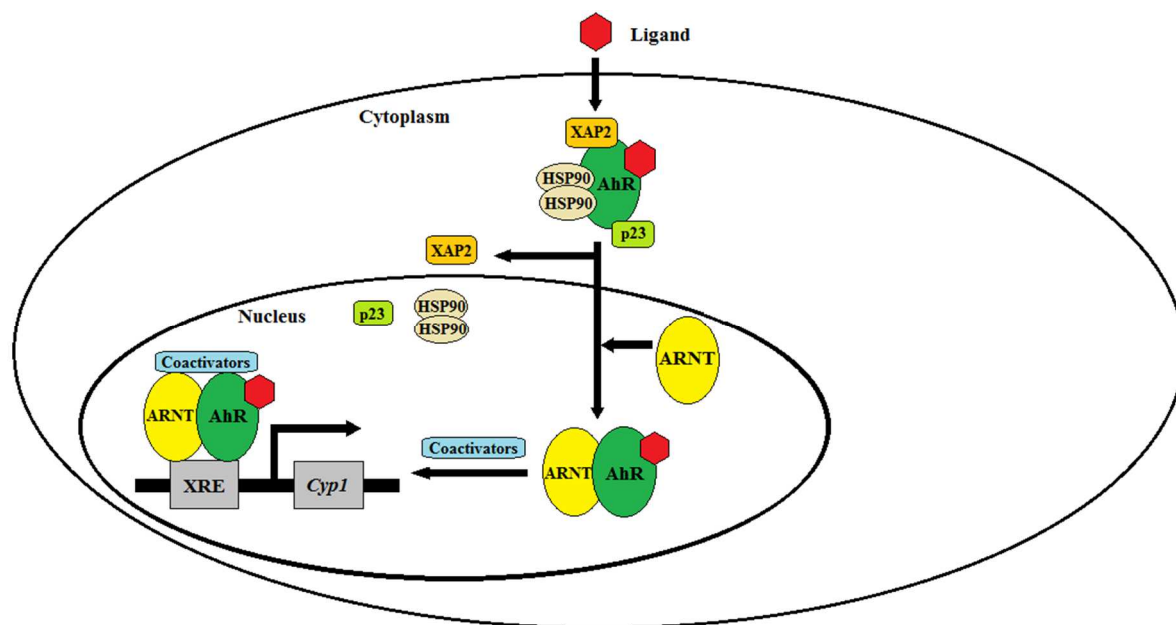 Ligand
Cytoplasm
XAP2
HSP90
AhR
HSP90
p23
XAP2
Nucleus
p23
HSP90
HSP90
ARNT
Coactivators
ARNT
AhR
Coactivators
ARNT
AhR
XRE
Cyp1